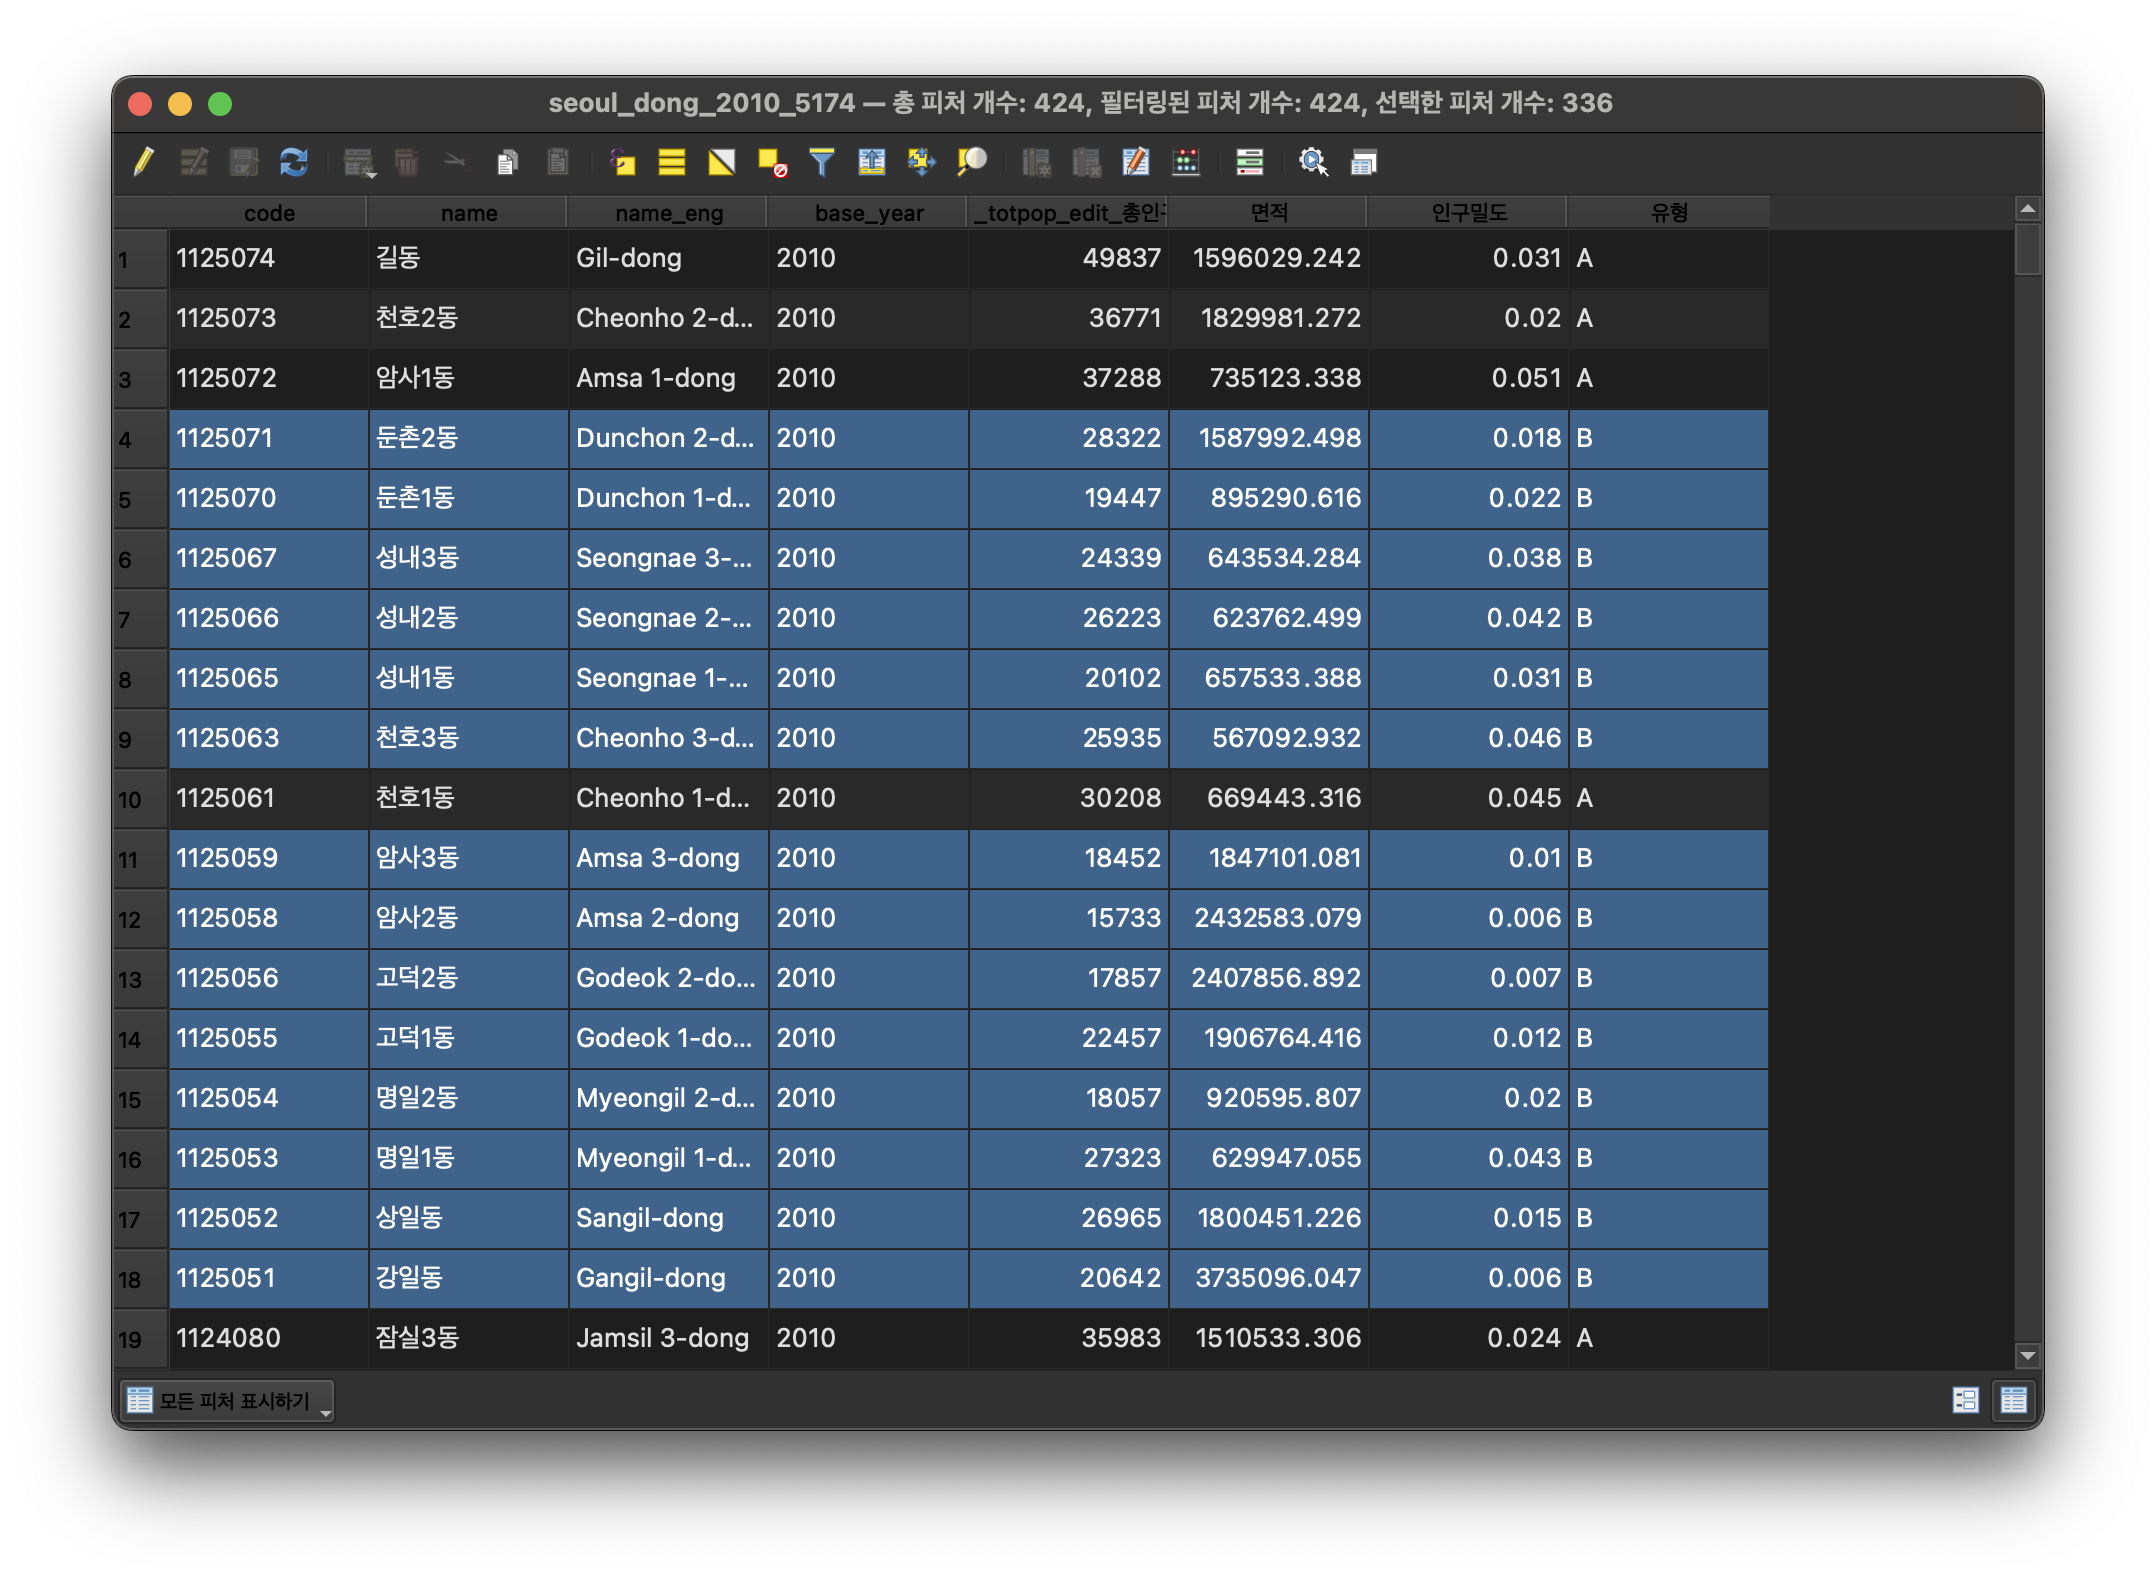 seoul_dong_2010_5174 — 총 피처 개수: 424, 필터링된 피처 개수: 424, 선택한 피처 개수: 336
code name name_eng base_year _totpop_edit_총인 면적 인구밀도 유형
1 1125074 길동 Gil-dong 2010 49837 1596029.242 0.031 A
2 1125073 천호2동 Cheonho 2-d... 2010 36771 1829981.272 0.02 A
3 1125072 암사1동 Amsa 1-dong 2010 37288 735123.338 0.051 A
4 1125071 둔촌2동 Dunchon 2-d... 2010 28322 1587992.498 0.018 B
5 1125070 둔촌1동 Dunchon 1-d... 2010 19447 895290.616 0.022 B
6 1125067 성내3동 Seongnae 3-... 2010 24339 643534.284 0.038 B
7 1125066 성내2동 Seongnae 2-... 2010 26223 623762.499 0.042 B
8 1125065 성내1동 Seongnae 1-... 2010 20102 657533.388 0.031 B
9 1125063 천호3동 Cheonho 3-d... 2010 25935 567092.932 0.046 B
10 1125061 천호1동 Cheonho 1-d... 2010 30208 669443.316 0.045 A
11 1125059 암사3동 Amsa 3-dong 2010 18452 1847101.081 0.01 B
12 1125058 암사2동 Amsa 2-dong 2010 15733 2432583.079 0.006 B
13 1125056 고덕2동 Godeok 2-do... 2010 17857 2407856.892 0.007 B
14 1125055 고덕1동 Godeok 1-do... 2010 22457 1906764.416 0.012 B
15 1125054 명일2동 Myeongil 2-d... 2010 18057 920595.807 0.02 B
16 1125053 명일1동 Myeongil 1-d... 2010 27323 629947.055 0.043 B
17 1125052 상일동 Sangil-dong 2010 26965 1800451.226 0.015 B
18 1125051 강일동 Gangil-dong 2010 20642 3735096.047 0.006 B
19 1124080 잠실3동 Jamsil 3-dong 2010 35983 1510533.306 0.024 A
모든 피처 표시하기